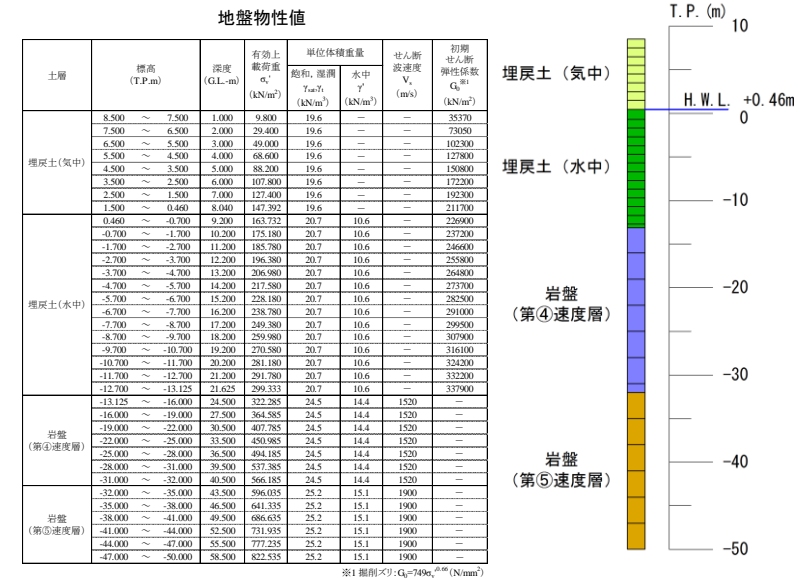 地盤物性値
土層 標高 (T.P.m) 深度 (G.L.-m) 有効上載荷重 σv' (kN/m²) 単位体積重量 飽和，湿潤 γsat,γt (kN/m³) 水中 γ' (kN/m³) せん断波速度 Vs (m/s) 初期せん断弾性係数 G0※1 (kN/m²)
埋戻土(気中)
8.500 ～ 7.500 1.000 9.800 19.6 － － 35370
7.500 ～ 6.500 2.000 29.400 19.6 － － 73050
6.500 ～ 5.500 3.000 49.000 19.6 － － 102300
5.500 ～ 4.500 4.000 68.600 19.6 － － 127800
4.500 ～ 3.500 5.000 88.200 19.6 － － 150800
3.500 ～ 2.500 6.000 107.800 19.6 － － 172200
2.500 ～ 1.500 7.000 127.400 19.6 － － 192300
1.500 ～ 0.460 8.040 147.392 19.6 － － 211700
埋戻土(水中)
0.460 ～ -0.700 9.200 163.732 20.7 10.6 － 226900
-0.700 ～ -1.700 10.200 175.180 20.7 10.6 － 237200
-1.700 ～ -2.700 11.200 185.780 20.7 10.6 － 246600
-2.700 ～ -3.700 12.200 196.380 20.7 10.6 － 255800
-3.700 ～ -4.700 13.200 206.980 20.7 10.6 － 264800
-4.700 ～ -5.700 14.200 217.580 20.7 10.6 － 273700
-5.700 ～ -6.700 15.200 228.180 20.7 10.6 － 282500
-6.700 ～ -7.700 16.200 238.780 20.7 10.6 － 291000
-7.700 ～ -8.700 17.200 249.380 20.7 10.6 － 299500
-8.700 ～ -9.700 18.200 259.980 20.7 10.6 － 307900
-9.700 ～ -10.700 19.200 270.580 20.7 10.6 － 316100
-10.700 ～ -11.700 20.200 281.180 20.7 10.6 － 324200
-11.700 ～ -12.700 21.200 291.780 20.7 10.6 － 332200
-12.700 ～ -13.125 21.625 299.333 20.7 10.6 － 337900
岩盤 (第④速度層)
-13.125 ～ -16.000 24.500 322.285 24.5 14.4 1520 －
-16.000 ～ -19.000 27.500 364.585 24.5 14.4 1520 －
-19.000 ～ -22.000 30.500 407.785 24.5 14.4 1520 －
-22.000 ～ -25.000 33.500 450.985 24.5 14.4 1520 －
-25.000 ～ -28.000 36.500 494.185 24.5 14.4 1520 －
-28.000 ～ -31.000 39.500 537.385 24.5 14.4 1520 －
-31.000 ～ -32.000 40.500 566.185 24.5 14.4 1520 －
岩盤 (第⑤速度層)
-32.000 ～ -35.000 43.500 596.035 25.2 15.1 1900 －
-35.000 ～ -38.000 46.500 641.335 25.2 15.1 1900 －
-38.000 ～ -41.000 49.500 686.635 25.2 15.1 1900 －
-41.000 ～ -44.000 52.500 731.935 25.2 15.1 1900 －
-44.000 ～ -47.000 55.500 777.235 25.2 15.1 1900 －
-47.000 ～ -50.000 58.500 822.535 25.2 15.1 1900 －
※1 掘削ズリ：G0=749σv'^0.66 (N/mm²)
T.P.(m)
10
埋戻土（気中）
H.W.L. +0.46m
0
埋戻土（水中）
-10
-20
岩盤
（第④速度層）
-30
-40
岩盤
（第⑤速度層）
-50